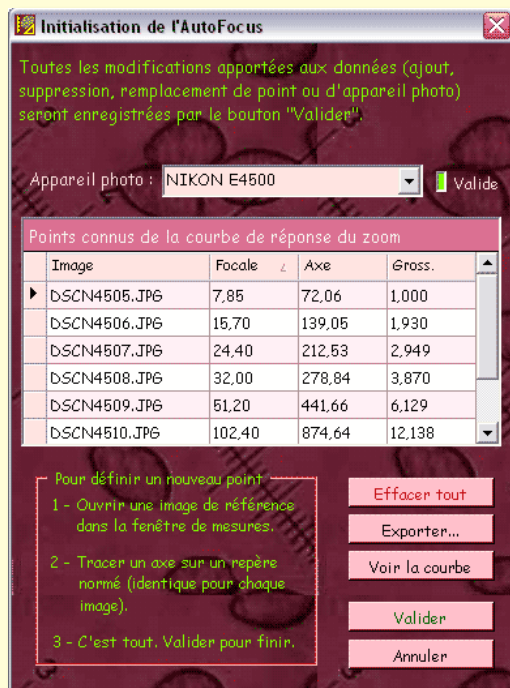 Initialisation de l'AutoFocus
Toutes les modifications apportées aux données (ajout,
suppression, remplacement de point ou d'appareil photo)
seront enregistrées par le bouton "Valider".
Appareil photo : NIKON E4500 Valide
Points connus de la courbe de réponse du zoom
Image Focale Axe Gross.
DSCN4505.JPG 7,85 72,06 1,000
DSCN4506.JPG 15,70 139,05 1,930
DSCN4507.JPG 24,40 212,53 2,949
DSCN4508.JPG 32,00 278,84 3,870
DSCN4509.JPG 51,20 441,66 6,129
DSCN4510.JPG 102,40 874,64 12,138
Pour définir un nouveau point
1 - Ouvrir une image de référence
dans la fenêtre de mesures.
2 - Tracer un axe sur un repère
normé (identique pour chaque
image).
3 - C'est tout. Valider pour finir.
Effacer tout
Exporter...
Voir la courbe
Valider
Annuler